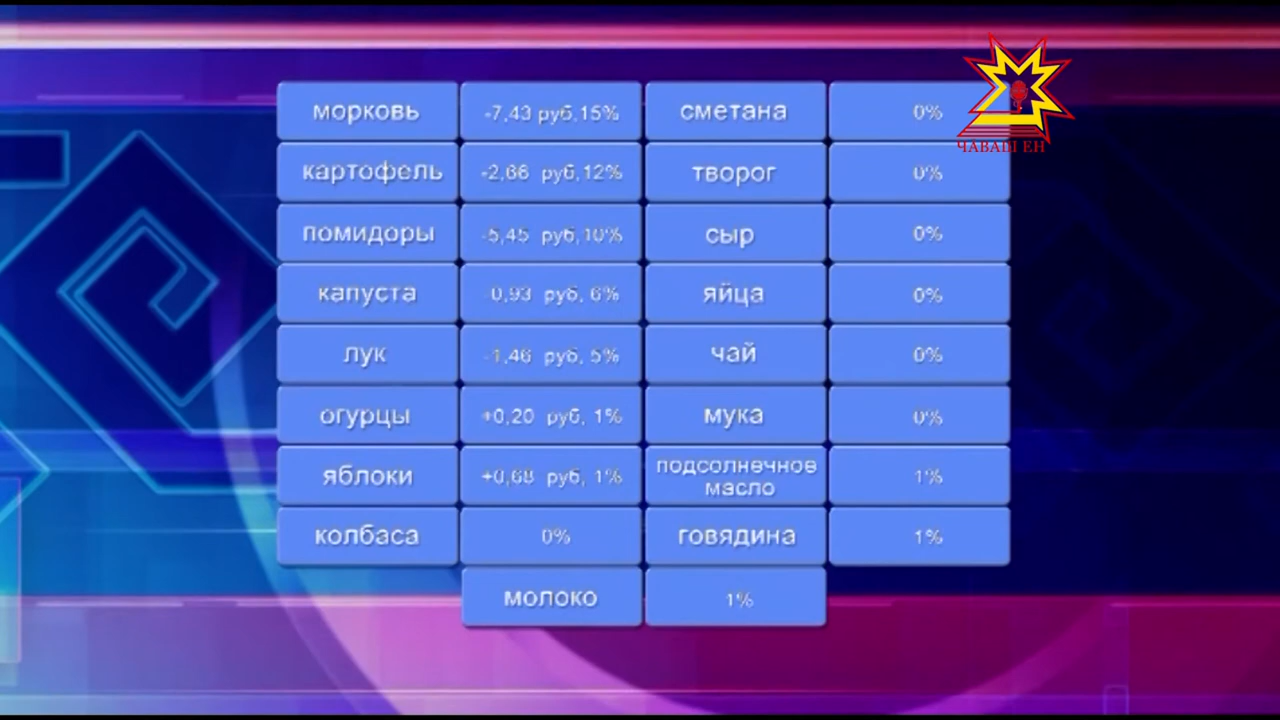 морковь -7,43 руб,15% сметана 0%
картофель -2,66 руб,12% творог 0%
помидоры -5,45 руб,10% сыр 0%
капуста -0,93 руб, 6% яйца 0%
лук -1,46 руб, 5% чай 0%
огурцы +0,20 руб, 1% мука 0%
яблоки +0,68 руб, 1% подсолнечное масло 1%
колбаса 0% говядина 1%
молоко 1%
ЧАВАШ ЕН